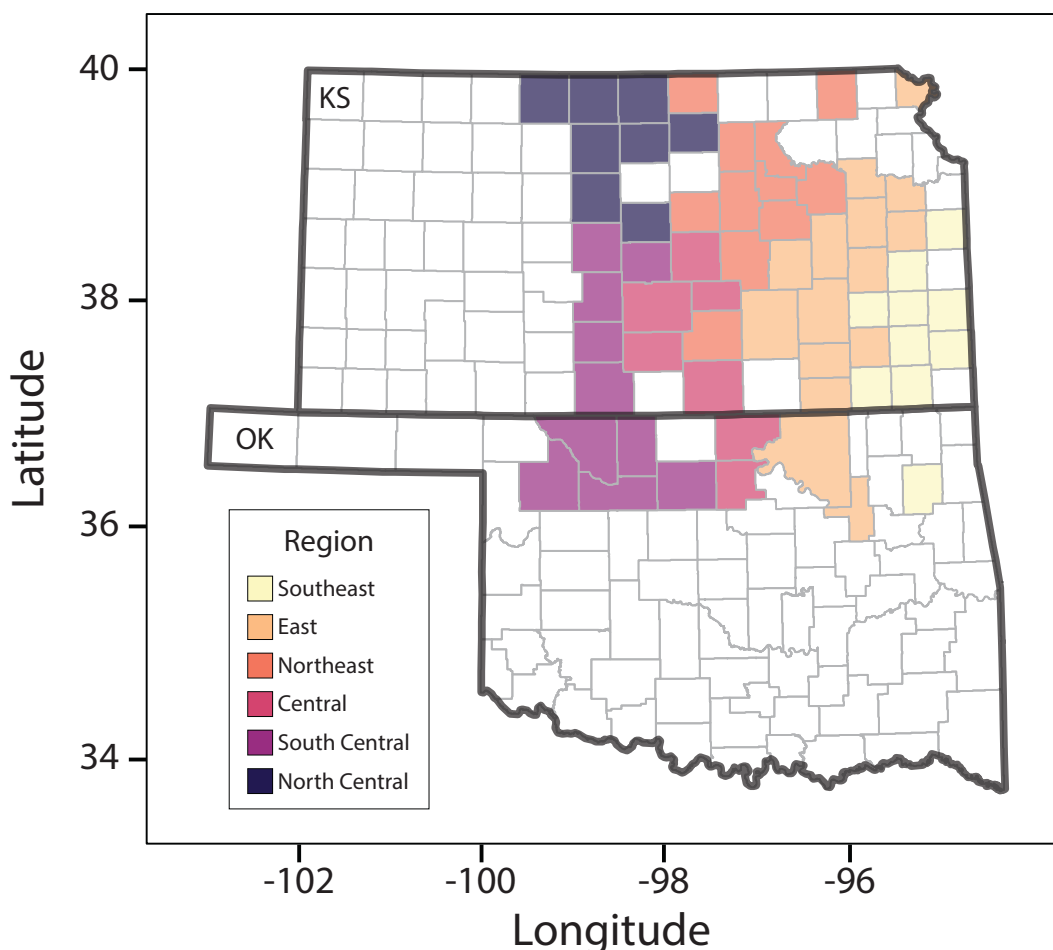 40
KS
38
Latitude
OK
36
Region
Southeast
East
Northeast
Central
South Central
North Central
34
-102
-100
-98
-96
Longitude